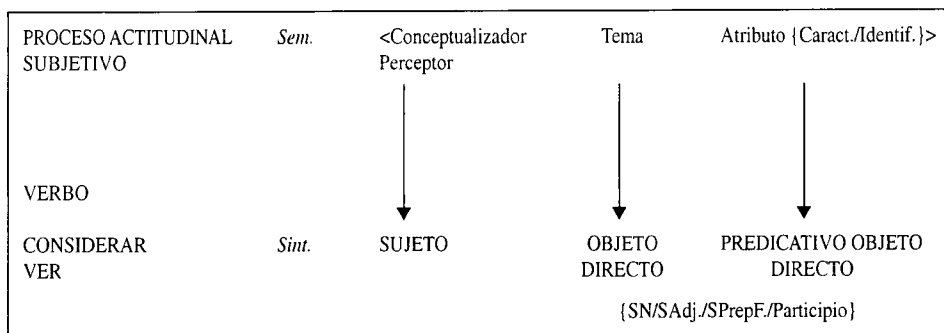 PROCESO ACTITUDINAL Sem. <Conceptualizador Tema Atributo {Caract./Identif.}>
SUBJETIVO Perceptor
VERBO
CONSIDERAR Sint. SUJETO OBJETO PREDICATIVO OBJETO
VER DIRECTO DIRECTO
{SN/SAdj./SPrepF./Participio}